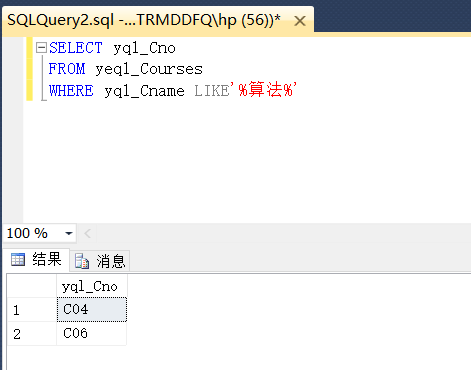 SQLQuery2.sql -...TRMDDFQ\hp (56))*
SELECT yql_Cno
FROM yeql_Courses
WHERE yql_Cname LIKE'%算法%'
100 %
结果 消息
yql_Cno
1 C04
2 C06